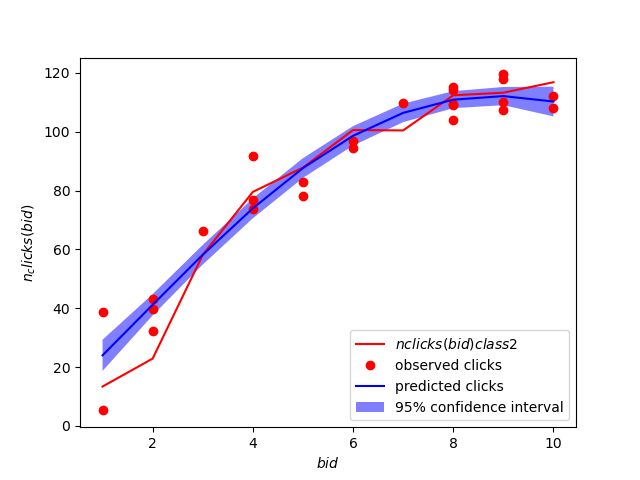 120
100
80
60
40
20
0
n_clicks(bid)
nclicks(bid)class2
observed clicks
predicted clicks
95% confidence interval
2
4
6
8
10
bid